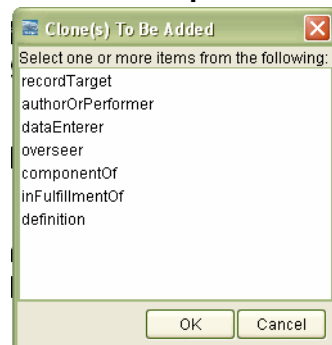 Clone(s) To Be Added
Select one or more items from the following:
recordTarget
authorOrPerformer
dataEnterer
overseer
componentOf
inFulfillmentOf
definition
OK Cancel